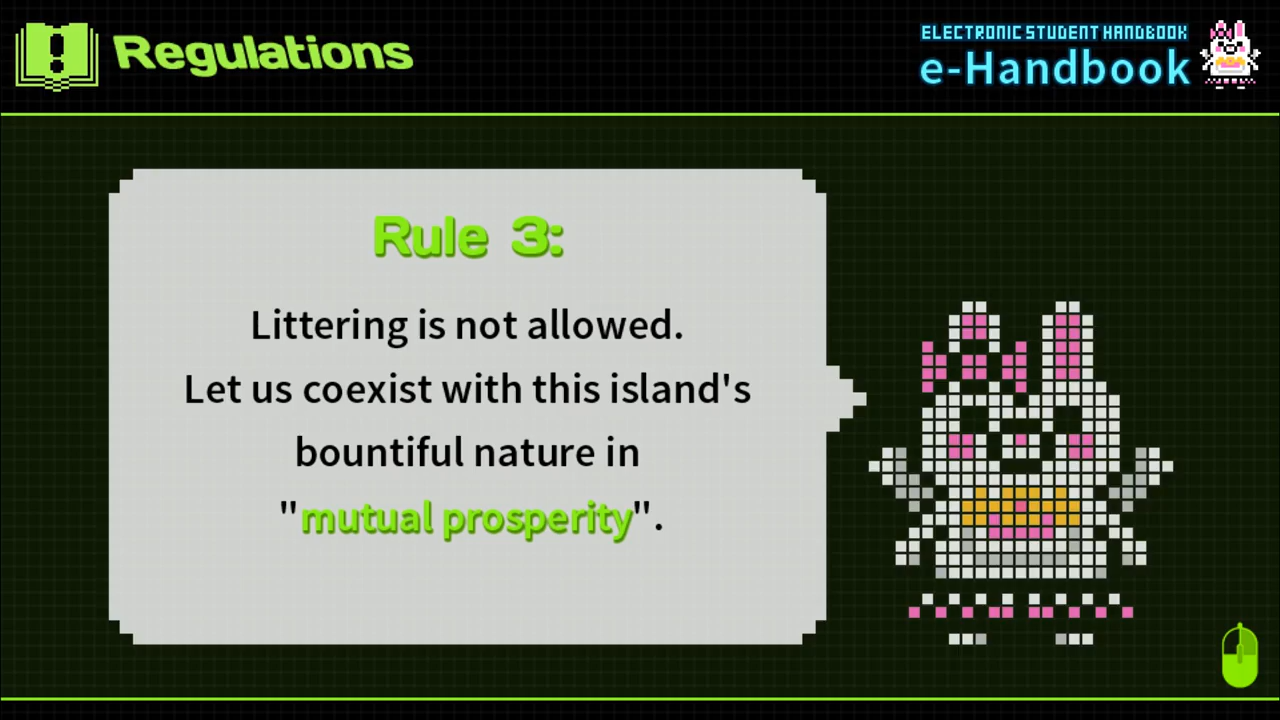 Regulations
ELECTRONIC STUDENT HANDBOOK
e-Handbook
Rule 3:
Littering is not allowed.
Let us coexist with this island's
bountiful nature in
"mutual prosperity".